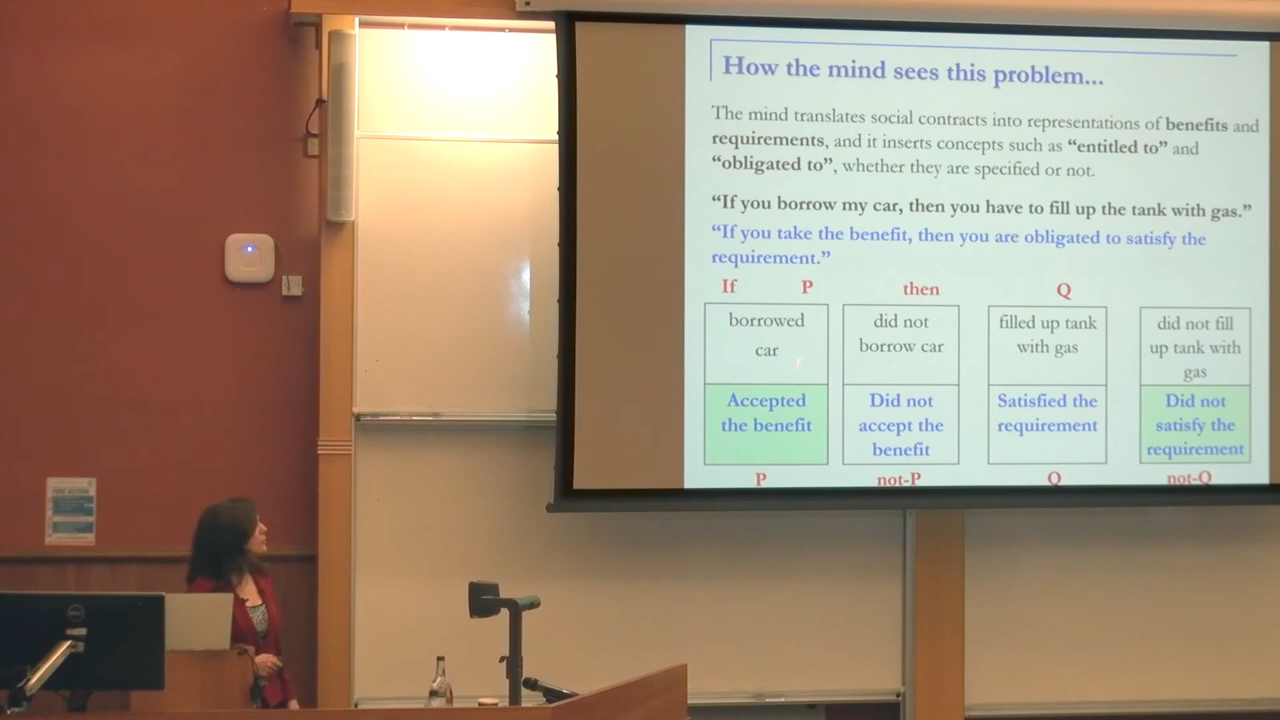 How the mind sees this problem...
The mind translates social contracts into representations of benefits and
requirements, and it inserts concepts such as “entitled to” and
“obligated to”, whether they are specified or not.
“If you borrow my car, then you have to fill up the tank with gas.”
“If you take the benefit, then you are obligated to satisfy the
requirement.”
If P then Q
borrowed
car
did not
borrow car
filled up tank
with gas
did not fill
up tank with
gas
Accepted
the benefit
Did not
accept the
benefit
Satisfied the
requirement
Did not
satisfy the
requirement
P not-P Q not-Q
FIRE ACTION
DELL